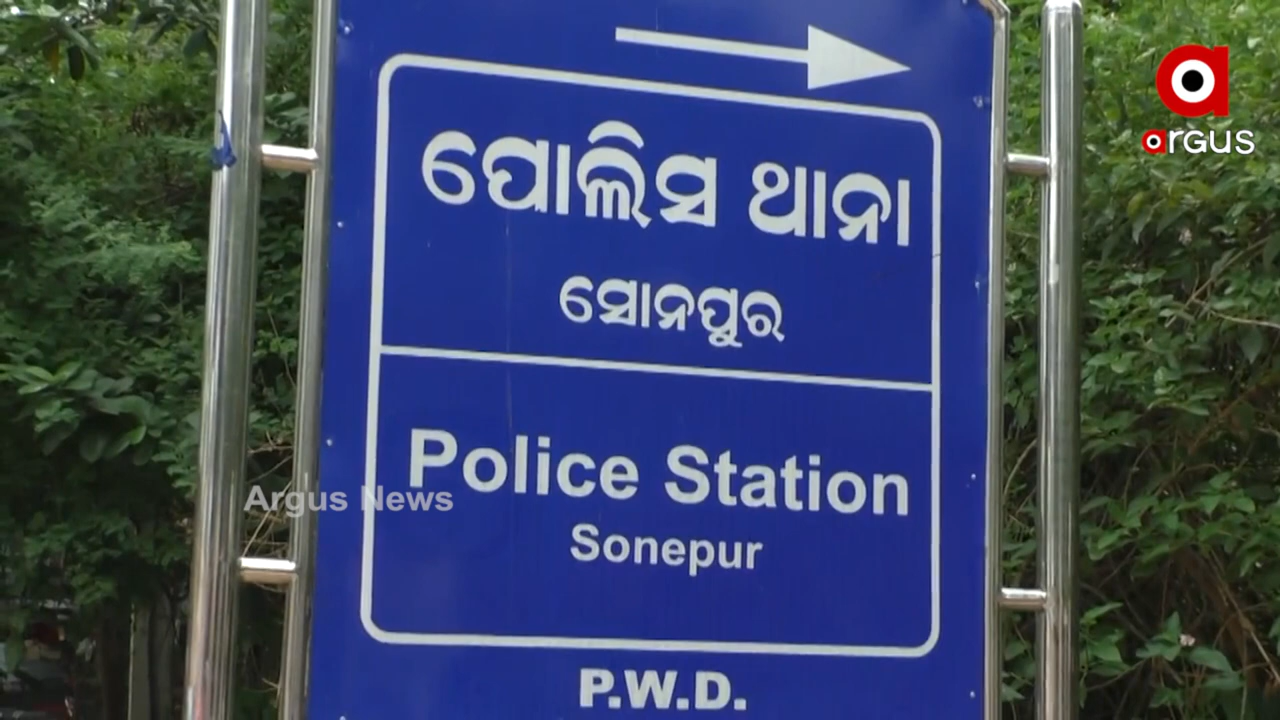 argus
ପୋଲିସ ଥାନା
ସୋନପୁର
Police Station
Argus News
Sonepur
P.W.D.